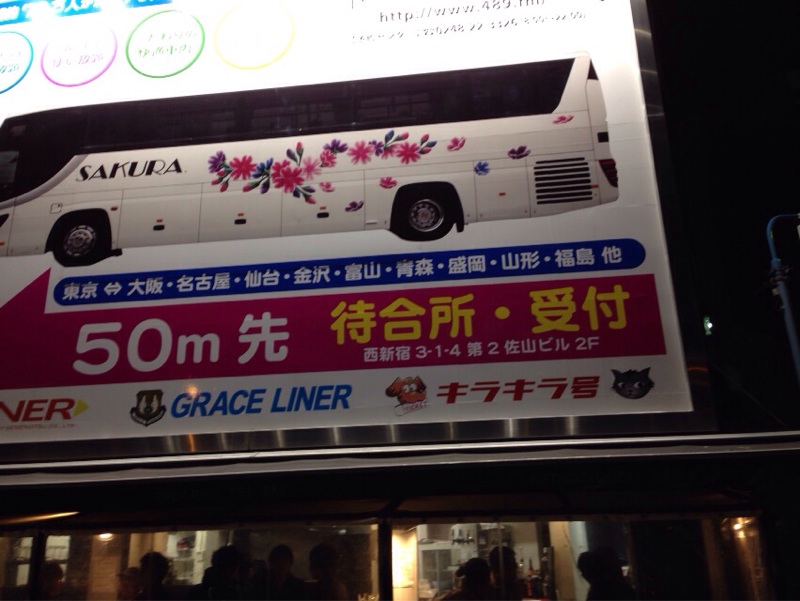 http://www.489.fm/
SAKURA
東京 ⇔ 大阪・名古屋・仙台・金沢・富山・青森・盛岡・山形・福島 他
50m 先
待合所・受付
西新宿 3-1-4 第 2 佐山ビル 2F
NER
GRACE LINER
キラキラ号